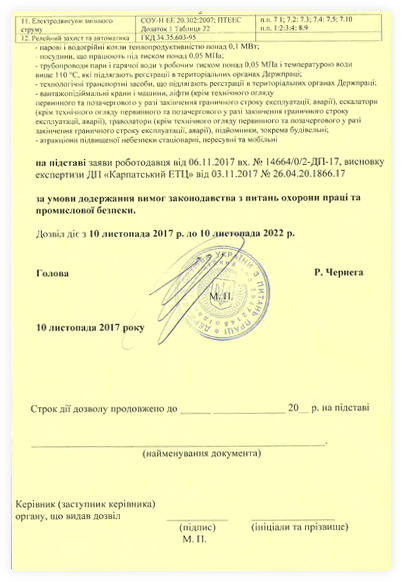 2
11. Електродвигуни змінного струму
СОУ-Н ЕЕ 20.302:2007; ПТЕЕС Додаток 1 Таблиця 22
п.п. 7 1; 7.2; 7.3; 7.4; 7.5; 7.10
12. Релейний захист та автоматика
ГКД 34.35.603-95
п.п. 1:2:3:4: 8:9
- парові і водогрійні котли теплопродуктивністю понад 0,1 МВт;
- посудини, що працюють під тиском понад 0,05 МПа;
- трубопроводи пари і гарячої води з робочим тиском понад 0,05 МПа і температурою води
вище 110 °С, які підлягають реєстрації в територіальних органах Держпраці;
- технологічні транспортні засоби, що підлягають реєстрації в територіальних органах Держпраці;
- вантажопідіймальні крани і машини, ліфти (крім технічного огляду
первинного та позачергового у разі закінчення граничного строку експлуатації, аварії), ескалатори
(крім технічного огляду первинного та позачергового у разі закінчення граничного строку
експлуатації, аварії), траволатори (крім технічного огляду первинного та позачергового у разі
закінчення граничного строку експлуатації, аварії), підйомники, зокрема будівельні;
- атракціони підвищеної небезпеки стаціонарні, пересувні та мобільні
на підставі заяви роботодавця від 06.11.2017 вх. № 14664/0/2-ДП-17, висновку
експертизи ДП «Карпатський ЕТЦ» від 03.11.2017 № 26.04.20.1866.17
за умови додержання вимог законодавства з питань охорони праці та
промислової безпеки.
Дозвіл діє з 10 листопада 2017 р. до 10 листопада 2022 р.
Голова
Р. Чернега
М. П.
10 листопада 2017 року
Строк дії дозволу продовжено до ____________ 20__ р. на підставі
(найменування документа)
Керівник (заступник керівника)
органу, що видав дозвіл
(підпис)
(ініціали та прізвище)
М. П.